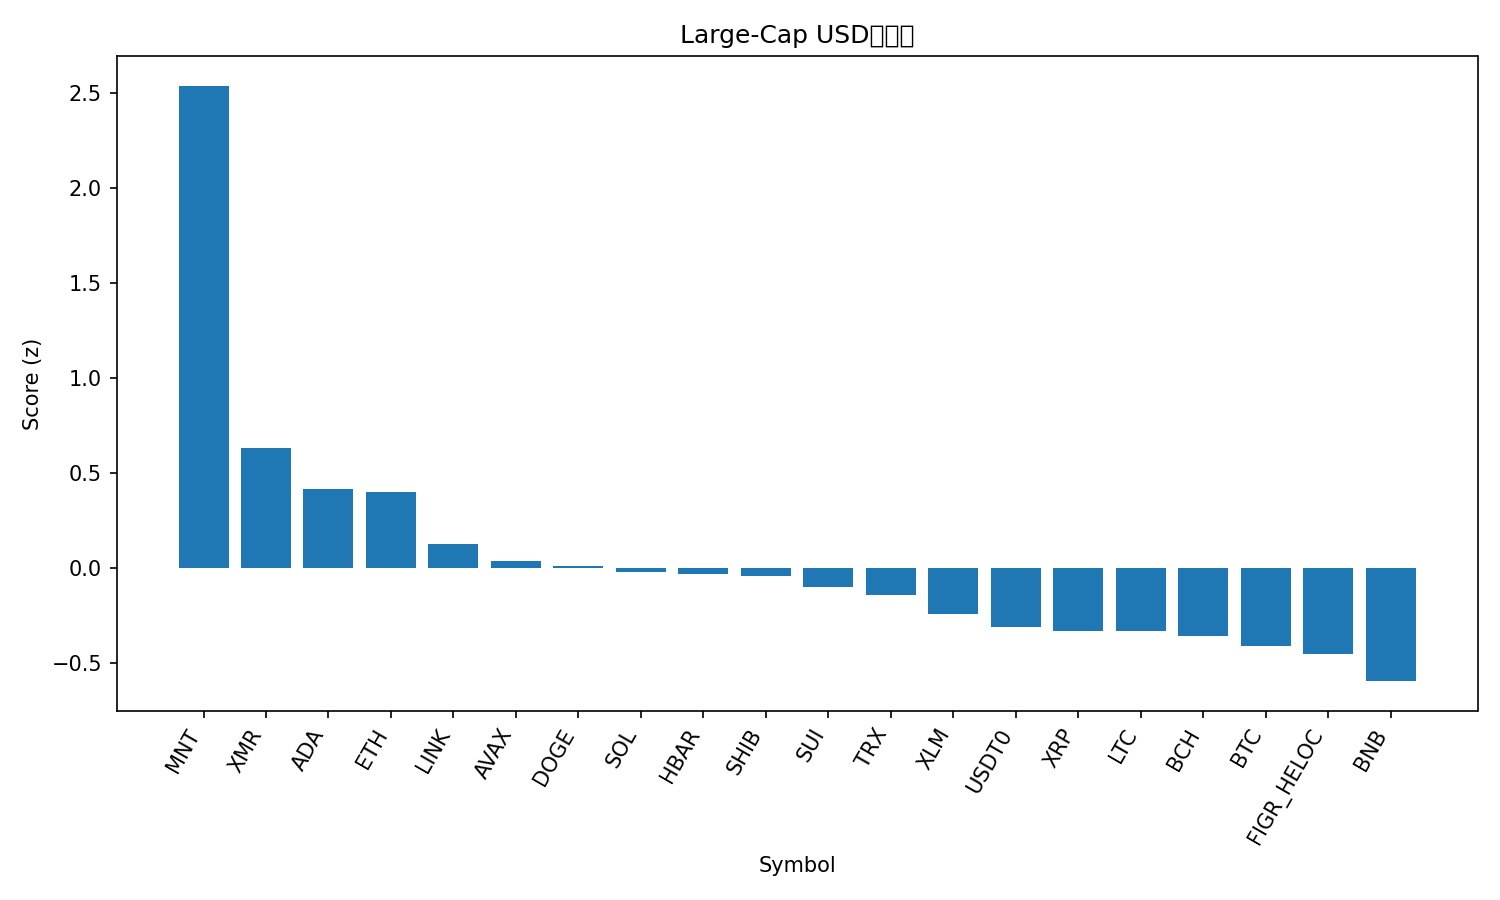 Large-Cap USD
2.5
2.0
1.5
1.0
0.5
0.0
−0.5
Score (z)
MNT
XMR
ADA
ETH
LINK
AVAX
DOGE
SOL
HBAR
SHIB
SUI
TRX
XLM
USDT0
XRP
LTC
BCH
BTC
FIGR_HELOC
BNB
Symbol